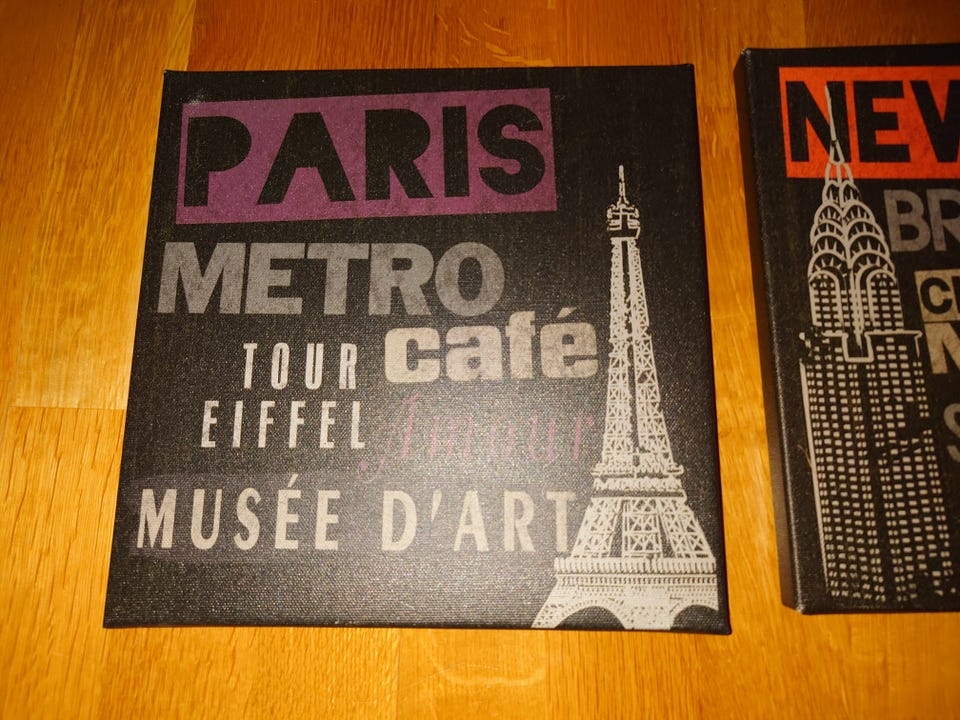 PARIS
METRO
café
TOUR
EIFFEL
Amour
MUSÉE D'ART
NEW
BR